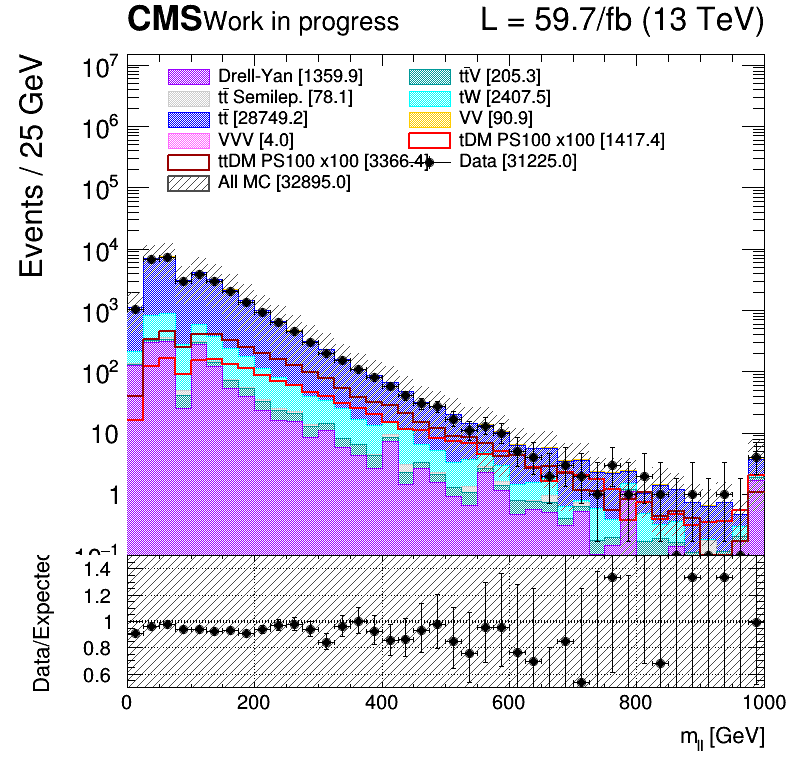 CMS Work in progress L = 59.7/fb (13 TeV)
Events / 25 GeV
10⁷
10⁶
10⁵
10⁴
10³
10²
10
1
10⁻¹
Drell-Yan [1359.9]
tt̄V [205.3]
tt̄ Semilep. [78.1]
tW [2407.5]
tt̄ [28749.2]
VV [90.9]
VVV [4.0]
tDM PS100 x100 [1417.4]
ttDM PS100 x100 [3366.4]
Data [31225.0]
All MC [32895.0]
Data/Expected
1.4
1.2
1
0.8
0.6
0 200 400 600 800 1000
m_ll [GeV]